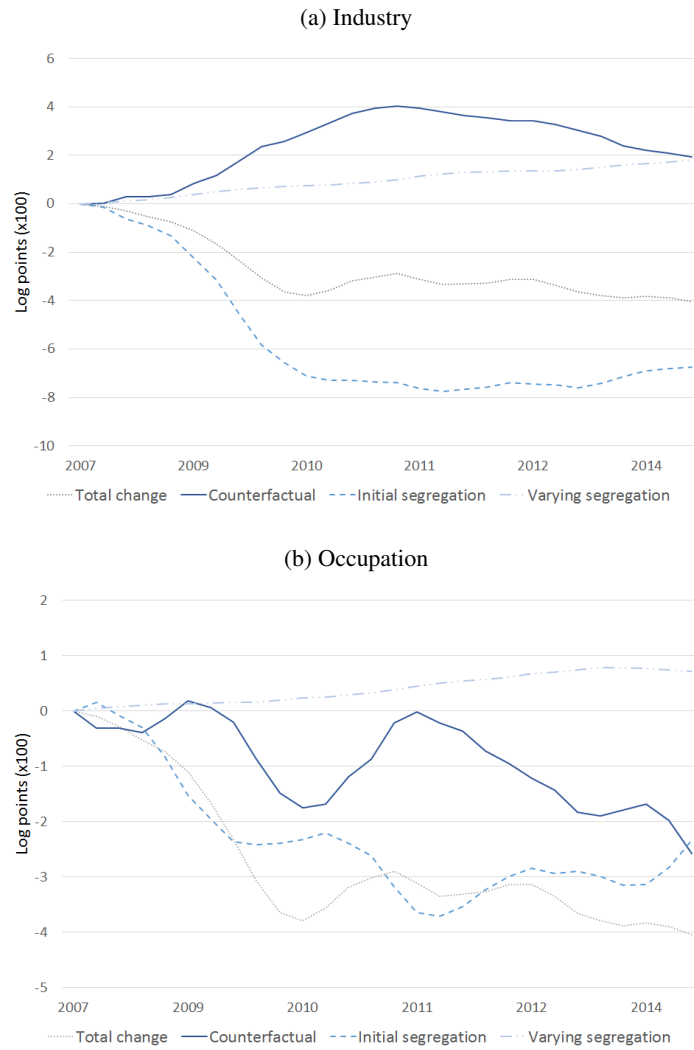 (a) Industry
6
4
2
0
-2
-4
-6
-8
-10
Log points (x100)
2007 2009 2010 2011 2012 2014
Total change Counterfactual Initial segregation Varying segregation
(b) Occupation
2
1
0
-1
-2
-3
-4
-5
Log points (x100)
2007 2009 2010 2011 2012 2014
Total change Counterfactual Initial segregation Varying segregation